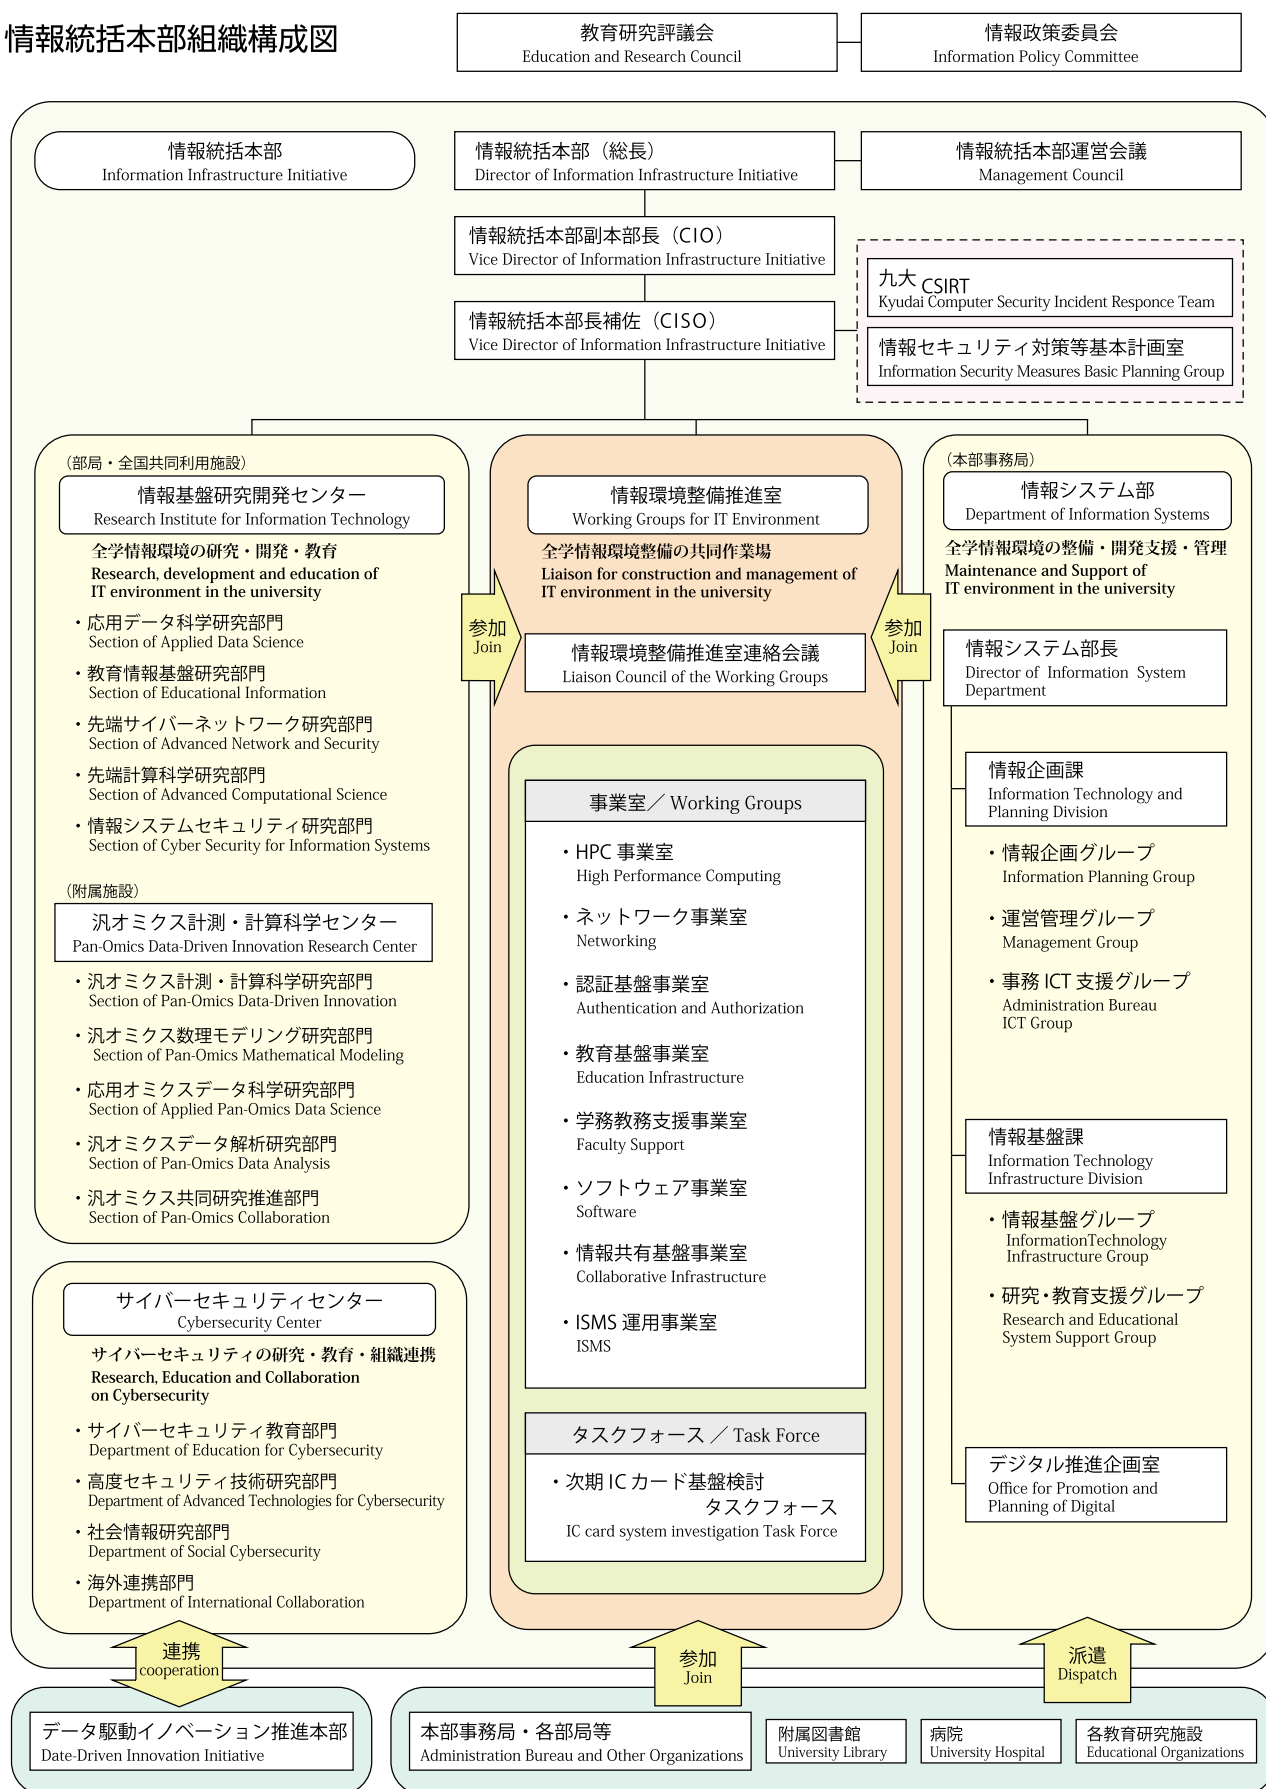 情報統括本部組織構成図
教育研究評議会
Education and Research Council
情報政策委員会
Information Policy Committee
情報統括本部
Information Infrastructure Initiative
情報統括本部（総長）
Director of Information Infrastructure Initiative
情報統括本部運営会議
Management Council
情報統括本部副本部長（CIO）
Vice Director of Information Infrastructure Initiative
情報統括本部長補佐（CISO）
Vice Director of Information Infrastructure Initiative
九大 CSIRT
Kyudai Computer Security Incident Responce Team
情報セキュリティ対策等基本計画室
Information Security Measures Basic Planning Group
（部局・全国共同利用施設）
情報基盤研究開発センター
Research Institute for Information Technology
全学情報環境の研究・開発・教育
Research, development and education of
IT environment in the university
・応用データ科学研究部門
Section of Applied Data Science
・教育情報基盤研究部門
Section of Educational Information
・先端サイバーネットワーク研究部門
Section of Advanced Network and Security
・先端計算科学研究部門
Section of Advanced Computational Science
・情報システムセキュリティ研究部門
Section of Cyber Security for Information Systems
（附属施設）
汎オミクス計測・計算科学センター
Pan-Omics Data-Driven Innovation Research Center
・汎オミクス計測・計算科学研究部門
Section of Pan-Omics Data-Driven Innovation
・汎オミクス数理モデリング研究部門
Section of Pan-Omics Mathematical Modeling
・応用オミクスデータ科学研究部門
Section of Applied Pan-Omics Data Science
・汎オミクスデータ解析研究部門
Section of Pan-Omics Data Analysis
・汎オミクス共同研究推進部門
Section of Pan-Omics Collaboration
サイバーセキュリティセンター
Cybersecurity Center
サイバーセキュリティの研究・教育・組織連携
Research, Education and Collaboration
on Cybersecurity
・サイバーセキュリティ教育部門
Department of Education for Cybersecurity
・高度セキュリティ技術研究部門
Department of Advanced Technologies for Cybersecurity
・社会情報研究部門
Department of Social Cybersecurity
・海外連携部門
Department of International Collaboration
参加
Join
情報環境整備推進室
Working Groups for IT Environment
全学情報環境整備の共同作業場
Liaison for construction and management of
IT environment in the university
情報環境整備推進室連絡会議
Liaison Council of the Working Groups
事業室／Working Groups
・HPC 事業室
High Performance Computing
・ネットワーク事業室
Networking
・認証基盤事業室
Authentication and Authorization
・教育基盤事業室
Education Infrastructure
・学務教務支援事業室
Faculty Support
・ソフトウェア事業室
Software
・情報共有基盤事業室
Collaborative Infrastructure
・ISMS 運用事業室
ISMS
タスクフォース ／ Task Force
・次期 IC カード基盤検討
タスクフォース
IC card system investigation Task Force
参加
Join
（本部事務局）
情報システム部
Department of Information Systems
全学情報環境の整備・開発支援・管理
Maintenance and Support of
IT environment in the university
情報システム部長
Director of Information System
Department
情報企画課
Information Technology and
Planning Division
・情報企画グループ
Information Planning Group
・運営管理グループ
Management Group
・事務 ICT 支援グループ
Administration Bureau
ICT Group
情報基盤課
Information Technology
Infrastructure Division
・情報基盤グループ
InformationTechnology
Infrastructure Group
・研究・教育支援グループ
Research and Educational
System Support Group
デジタル推進企画室
Office for Promotion and
Planning of Digital
連携
cooperation
参加
Join
派遣
Dispatch
データ駆動イノベーション推進本部
Date-Driven Innovation Initiative
本部事務局・各部局等
Administration Bureau and Other Organizations
附属図書館
University Library
病院
University Hospital
各教育研究施設
Educational Organizations